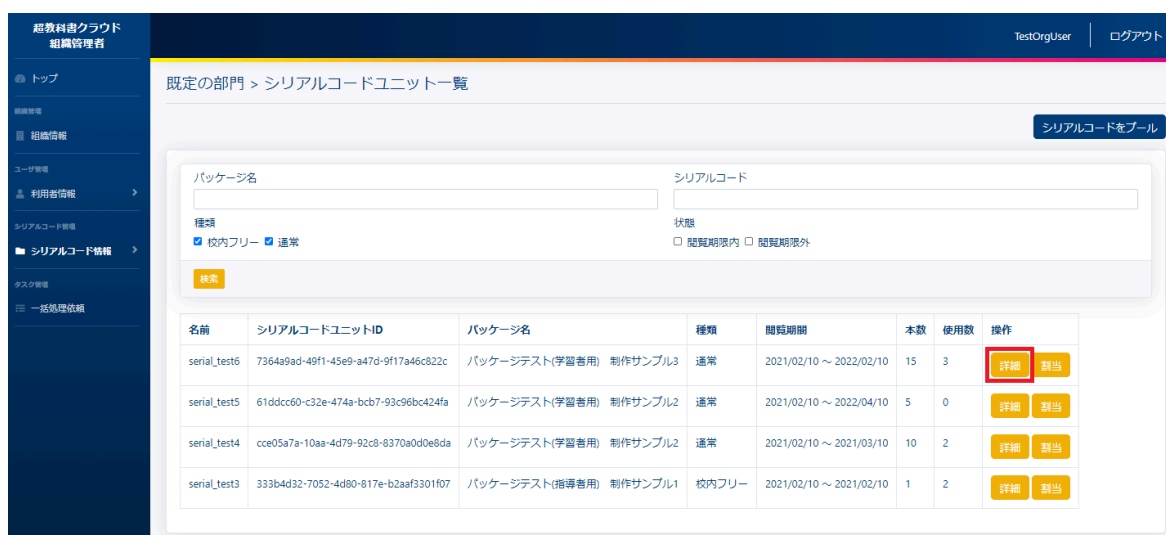 超教科書クラウド
組織管理者
TestOrgUser
ログアウト
トップ
既定の部門 > シリアルコードユニット一覧
組織管理
組織情報
シリアルコードをプール
ユーザ管理
利用者情報
シリアルコード管理
シリアルコード情報
タスク管理
一括処理依頼
パッケージ名
シリアルコード
種類
状態
校内フリー 通常
閲覧期限内 閲覧期限外
検索
名前 シリアルコードユニットID パッケージ名 種類 閲覧期間 本数 使用数 操作
serial_test6 7364a9ad-49f1-45e9-a47d-9f17a46c822c パッケージテスト(学習者用) 制作サンプル3 通常 2021/02/10 ～ 2022/02/10 15 3 詳細 割当
serial_test5 61ddcc60-c32e-474a-bcb7-93c96bc424fa パッケージテスト(学習者用) 制作サンプル2 通常 2021/02/10 ～ 2022/04/10 5 0 詳細 割当
serial_test4 cce05a7a-10aa-4d79-92c8-8370a0d0e8da パッケージテスト(学習者用) 制作サンプル2 通常 2021/02/10 ～ 2021/03/10 10 2 詳細 割当
serial_test3 333b4d32-7052-4d80-817e-b2aaf3301f07 パッケージテスト(指導者用) 制作サンプル1 校内フリー 2021/02/10 ～ 2021/02/10 1 2 詳細 割当